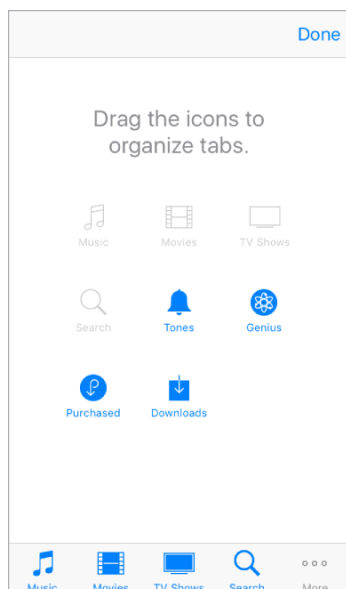 Done
Drag the icons to
organize tabs.
Music Movies TV Shows
Search Tones Genius
Purchased Downloads
Music Movies TV Shows Search More